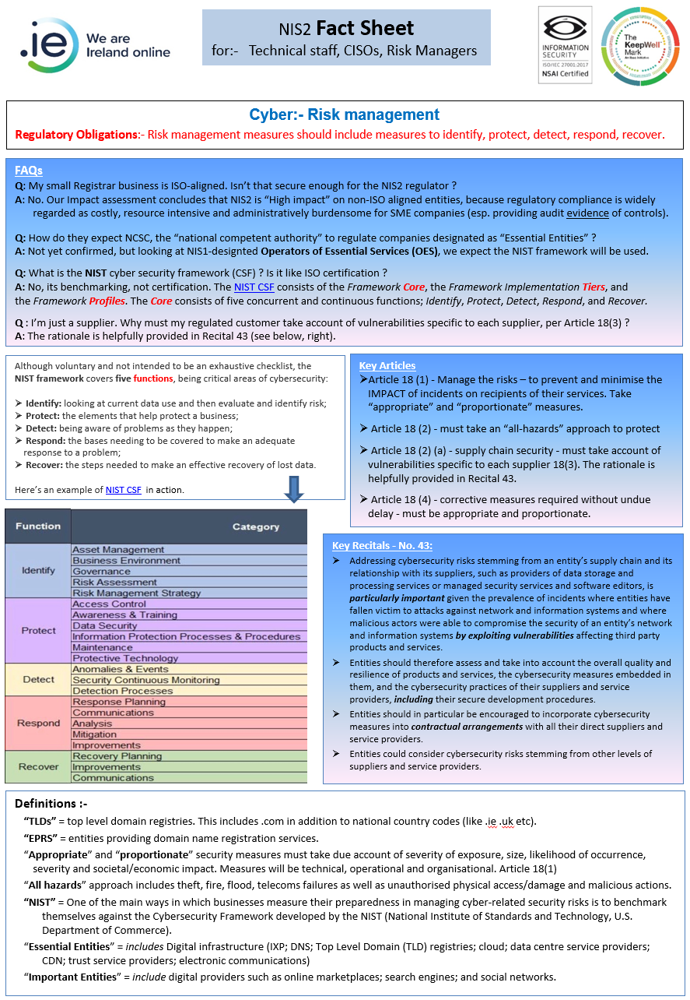 .ie
We are
Ireland online
NIS2 Fact Sheet
for:- Technical staff, CISOs, Risk Managers
INFORMATION
SECURITY
ISO/IEC 27001:2017
NSAI Certified
The
KeepWell
Mark
An Ibec Initiative
Cyber:- Risk management
Regulatory Obligations:- Risk management measures should include measures to identify, protect, detect, respond, recover.
FAQs
Q: My small Registrar business is ISO-aligned. Isn't that secure enough for the NIS2 regulator ?
A: No. Our Impact assessment concludes that NIS2 is “High impact” on non-ISO aligned entities, because regulatory compliance is widely
regarded as costly, resource intensive and administratively burdensome for SME companies (esp. providing audit evidence of controls).
Q: How do they expect NCSC, the “national competent authority” to regulate companies designated as “Essential Entities” ?
A: Not yet confirmed, but looking at NIS1-designted Operators of Essential Services (OES), we expect the NIST framework will be used.
Q: What is the NIST cyber security framework (CSF) ? Is it like ISO certification ?
A: No, its benchmarking, not certification. The NIST CSF consists of the Framework Core, the Framework Implementation Tiers, and
the Framework Profiles. The Core consists of five concurrent and continuous functions; Identify, Protect, Detect, Respond, and Recover.
Q : I'm just a supplier. Why must my regulated customer take account of vulnerabilities specific to each supplier, per Article 18(3) ?
A: The rationale is helpfully provided in Recital 43 (see below, right).
Although voluntary and not intended to be an exhaustive checklist, the
NIST framework covers five functions, being critical areas of cybersecurity:
➢ Identify: looking at current data use and then evaluate and identify risk;
➢ Protect: the elements that help protect a business;
➢ Detect: being aware of problems as they happen;
➢ Respond: the bases needing to be covered to make an adequate
response to a problem;
➢ Recover: the steps needed to make an effective recovery of lost data.
Here's an example of NIST CSF in action.
Function
Category
Identify
Asset Management
Business Environment
Governance
Risk Assessment
Risk Management Strategy
Protect
Access Control
Awareness & Training
Data Security
Information Protection Processes & Procedures
Maintenance
Protective Technology
Detect
Anomalies & Events
Security Continuous Monitoring
Detection Processes
Respond
Response Planning
Communications
Analysis
Mitigation
Improvements
Recover
Recovery Planning
Improvements
Communications
Key Articles
➢Article 18 (1) - Manage the risks – to prevent and minimise the
IMPACT of incidents on recipients of their services. Take
“appropriate” and “proportionate” measures.
➢ Article 18 (2) - must take an “all-hazards” approach to protect
➢ Article 18 (2) (a) - supply chain security - must take account of
vulnerabilities specific to each supplier 18(3). The rationale is
helpfully provided in Recital 43.
➢ Article 18 (4) - corrective measures required without undue
delay - must be appropriate and proportionate.
Key Recitals - No. 43:
➢ Addressing cybersecurity risks stemming from an entity's supply chain and its
relationship with its suppliers, such as providers of data storage and
processing services or managed security services and software editors, is
particularly important given the prevalence of incidents where entities have
fallen victim to attacks against network and information systems and where
malicious actors were able to compromise the security of an entity's network
and information systems by exploiting vulnerabilities affecting third party
products and services.
➢ Entities should therefore assess and take into account the overall quality and
resilience of products and services, the cybersecurity measures embedded in
them, and the cybersecurity practices of their suppliers and service
providers, including their secure development procedures.
➢ Entities should in particular be encouraged to incorporate cybersecurity
measures into contractual arrangements with all their direct suppliers and
service providers.
➢ Entities could consider cybersecurity risks stemming from other levels of
suppliers and service providers.
Definitions :-
“TLDs” = top level domain registries. This includes .com in addition to national country codes (like .ie .uk etc).
“EPRS” = entities providing domain name registration services.
“Appropriate” and “proportionate” security measures must take due account of severity of exposure, size, likelihood of occurrence,
severity and societal/economic impact. Measures will be technical, operational and organisational. Article 18(1)
“All hazards” approach includes theft, fire, flood, telecoms failures as well as unauthorised physical access/damage and malicious actions.
“NIST” = One of the main ways in which businesses measure their preparedness in managing cyber-related security risks is to benchmark
themselves against the Cybersecurity Framework developed by the NIST (National Institute of Standards and Technology, U.S.
Department of Commerce).
“Essential Entities” = includes Digital infrastructure (IXP; DNS; Top Level Domain (TLD) registries; cloud; data centre service providers;
CDN; trust service providers; electronic communications)
“Important Entities” = include digital providers such as online marketplaces; search engines; and social networks.